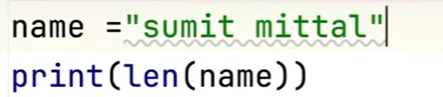 name ="sumit mittal"
print(len(name))